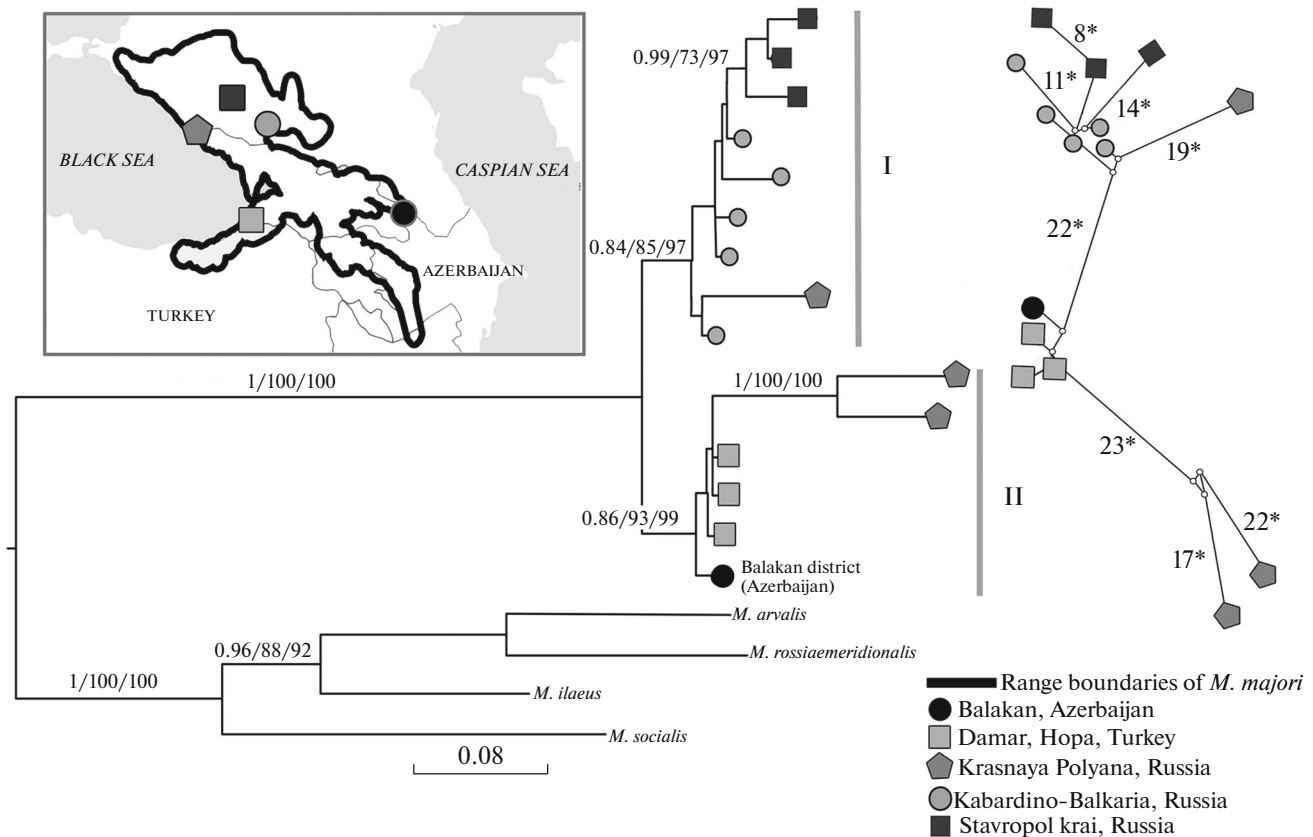 BLACK SEA
CASPIAN SEA
AZERBAIJAN
TURKEY
0.99/73/97
I
0.84/85/97
1/100/100
1/100/100
II
0.86/93/99
Balakan district
(Azerbaijan)
M. arvalis
0.96/88/92
M. rossiaemeridionalis
1/100/100
M. ilaeus
M. socialis
0.08
8*
11*
14*
19*
22*
23*
22*
17*
Range boundaries of M. majori
Balakan, Azerbaijan
Damar, Hopa, Turkey
Krasnaya Polyana, Russia
Kabardino-Balkaria, Russia
Stavropol krai, Russia